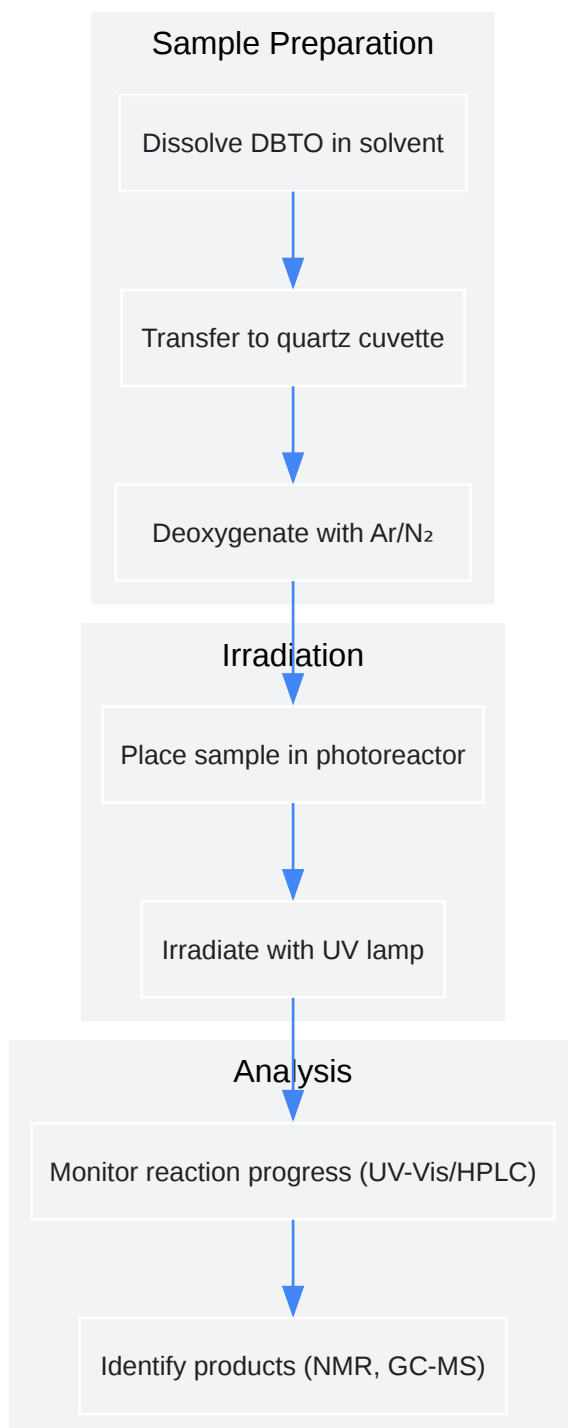 Sample Preparation
Dissolve DBTO in solvent
Transfer to quartz cuvette
Deoxygenate with Ar/N₂
Irradiation
Place sample in photoreactor
Irradiate with UV lamp
Analysis
Monitor reaction progress (UV-Vis/HPLC)
Identify products (NMR, GC-MS)